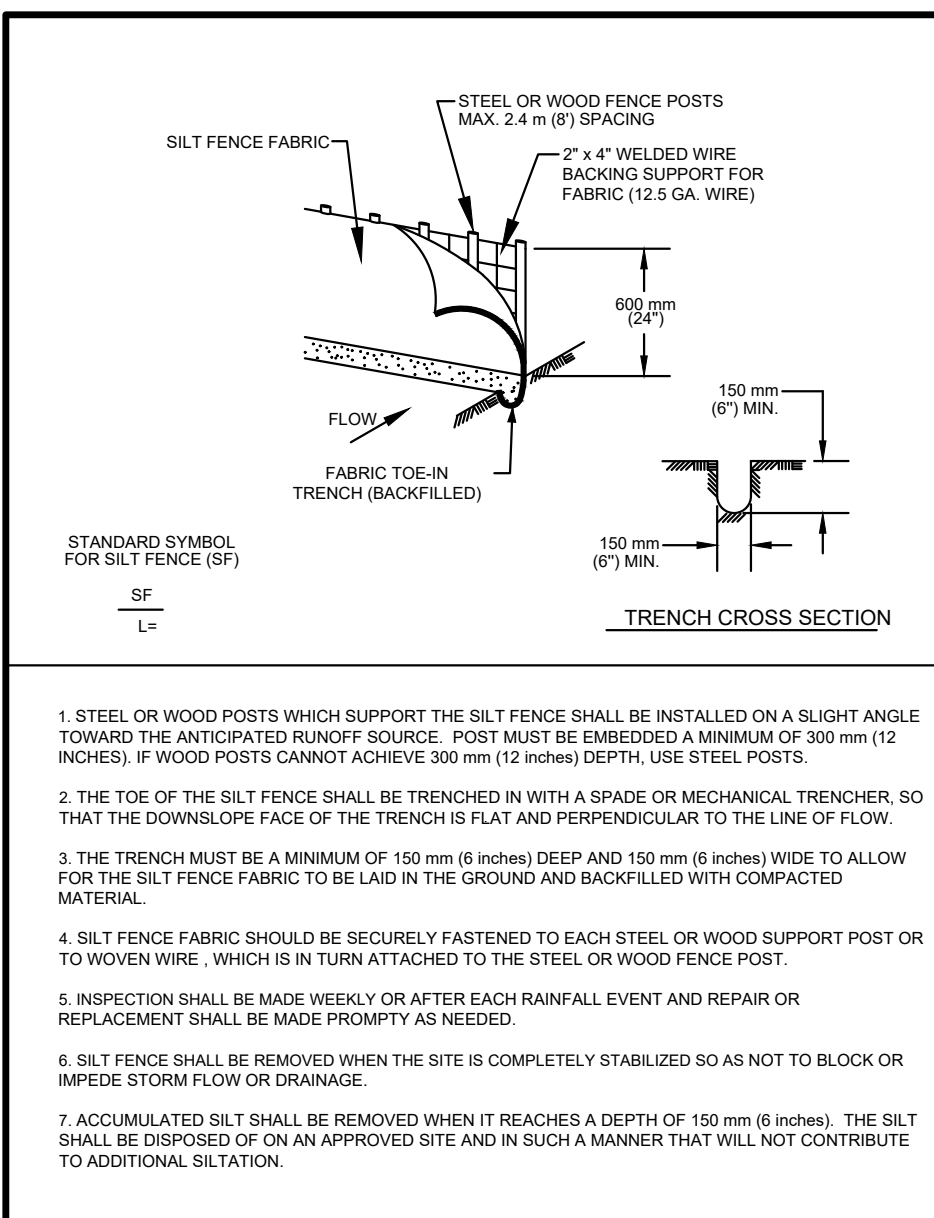 STEEL OR WOOD FENCE POSTS
MAX. 2.4 m (8') SPACING
SILT FENCE FABRIC
2" x 4" WELDED WIRE
BACKING SUPPORT FOR
FABRIC (12.5 GA. WIRE)
600 mm
(24")
150 mm
(6") MIN.
FLOW
FABRIC TOE-IN
TRENCH (BACKFILLED)
STANDARD SYMBOL
FOR SILT FENCE (SF)
150 mm
(6") MIN.
SF
L=
TRENCH CROSS SECTION
1. STEEL OR WOOD POSTS WHICH SUPPORT THE SILT FENCE SHALL BE INSTALLED ON A SLIGHT ANGLE
TOWARD THE ANTICIPATED RUNOFF SOURCE. POST MUST BE EMBEDDED A MINIMUM OF 300 mm (12
INCHES). IF WOOD POSTS CANNOT ACHIEVE 300 mm (12 inches) DEPTH, USE STEEL POSTS.
2. THE TOE OF THE SILT FENCE SHALL BE TRENCHED IN WITH A SPADE OR MECHANICAL TRENCHER, SO
THAT THE DOWNSLOPE FACE OF THE TRENCH IS FLAT AND PERPENDICULAR TO THE LINE OF FLOW.
3. THE TRENCH MUST BE A MINIMUM OF 150 mm (6 inches) DEEP AND 150 mm (6 inches) WIDE TO ALLOW
FOR THE SILT FENCE FABRIC TO BE LAID IN THE GROUND AND BACKFILLED WITH COMPACTED
MATERIAL.
4. SILT FENCE FABRIC SHOULD BE SECURELY FASTENED TO EACH STEEL OR WOOD SUPPORT POST OR
TO WOVEN WIRE , WHICH IS IN TURN ATTACHED TO THE STEEL OR WOOD FENCE POST.
5. INSPECTION SHALL BE MADE WEEKLY OR AFTER EACH RAINFALL EVENT AND REPAIR OR
REPLACEMENT SHALL BE MADE PROMPTY AS NEEDED.
6. SILT FENCE SHALL BE REMOVED WHEN THE SITE IS COMPLETELY STABILIZED SO AS NOT TO BLOCK OR
IMPEDE STORM FLOW OR DRAINAGE.
7. ACCUMULATED SILT SHALL BE REMOVED WHEN IT REACHES A DEPTH OF 150 mm (6 inches). THE SILT
SHALL BE DISPOSED OF ON AN APPROVED SITE AND IN SUCH A MANNER THAT WILL NOT CONTRIBUTE
TO ADDITIONAL SILTATION.